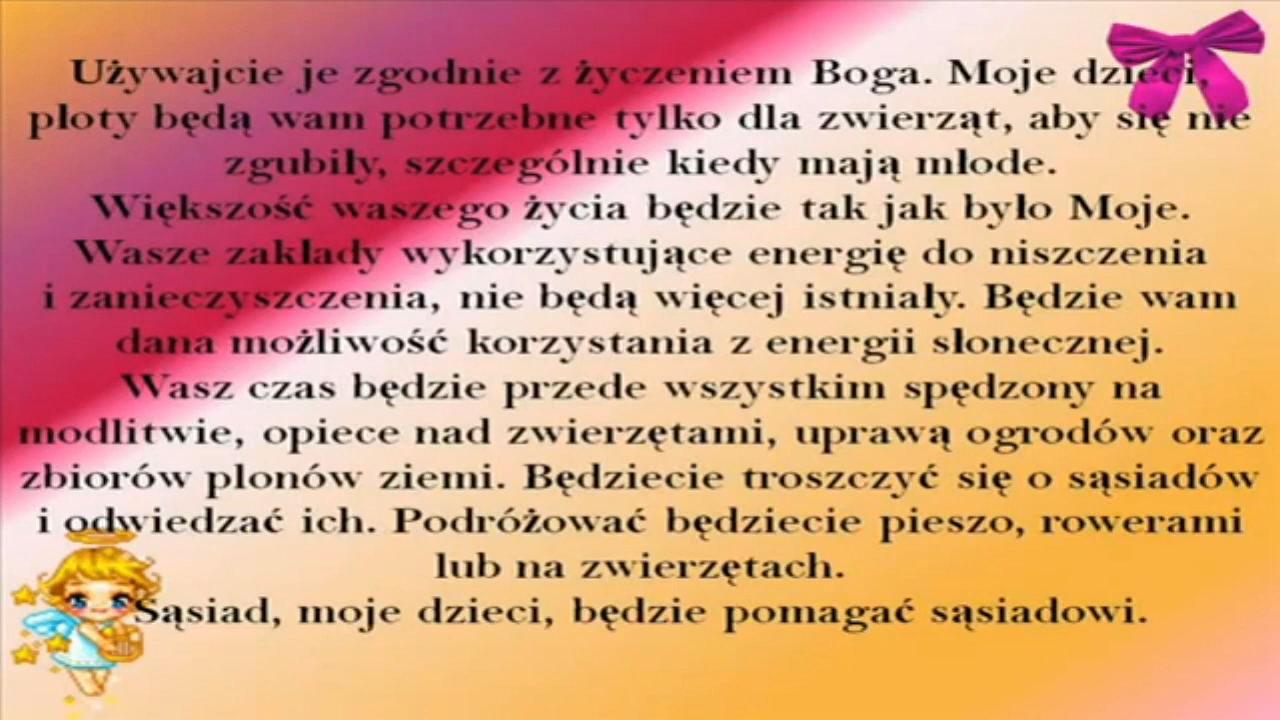 Używajcie je zgodnie z życzeniem Boga. Moje dzieci,
płoty będą wam potrzebne tylko dla zwierząt, aby się nie
zgubiły, szczególnie kiedy mają młode.
Większość waszego życia będzie tak jak było Moje.
Wasze zakłady wykorzystujące energię do niszczenia
i zanieczyszczenia, nie będą więcej istniały. Będzie wam
dana możliwość korzystania z energii słonecznej.
Wasz czas będzie przede wszystkim spędzony na
modlitwie, opiece nad zwierzętami, uprawą ogrodów oraz
zbiorów plonów ziemi. Będziecie troszczyć się o sąsiadów
i odwiedzać ich. Podróżować będziecie pieszo, rowerami
lub na zwierzętach.
Sąsiad, moje dzieci, będzie pomagać sąsiadowi.